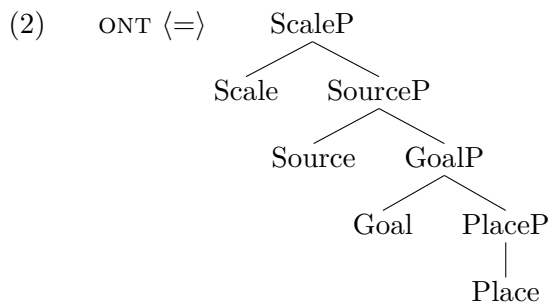 (2) ONT ⟨=⟩ ScaleP
Scale SourceP
Source GoalP
Goal PlaceP
Place